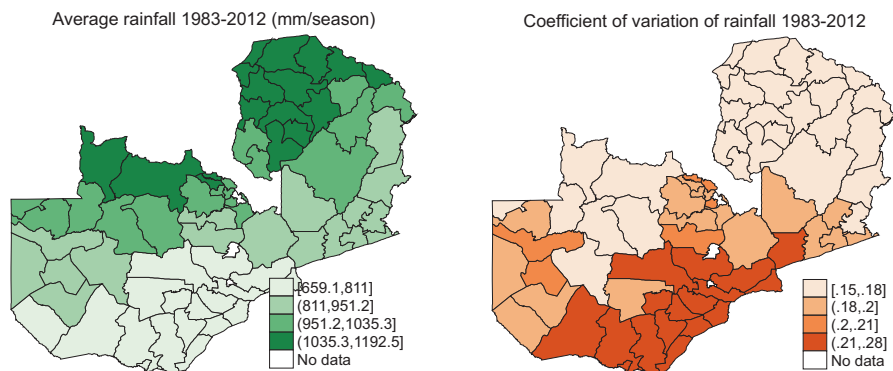 Average rainfall 1983-2012 (mm/season)
[659.1,811]
(811,951.2]
(951.2,1035.3]
(1035.3,1192.5]
No data
Coefficient of variation of rainfall 1983-2012
[.15,.18]
(.18,.2]
(.2,.21]
(.21,.28]
No data